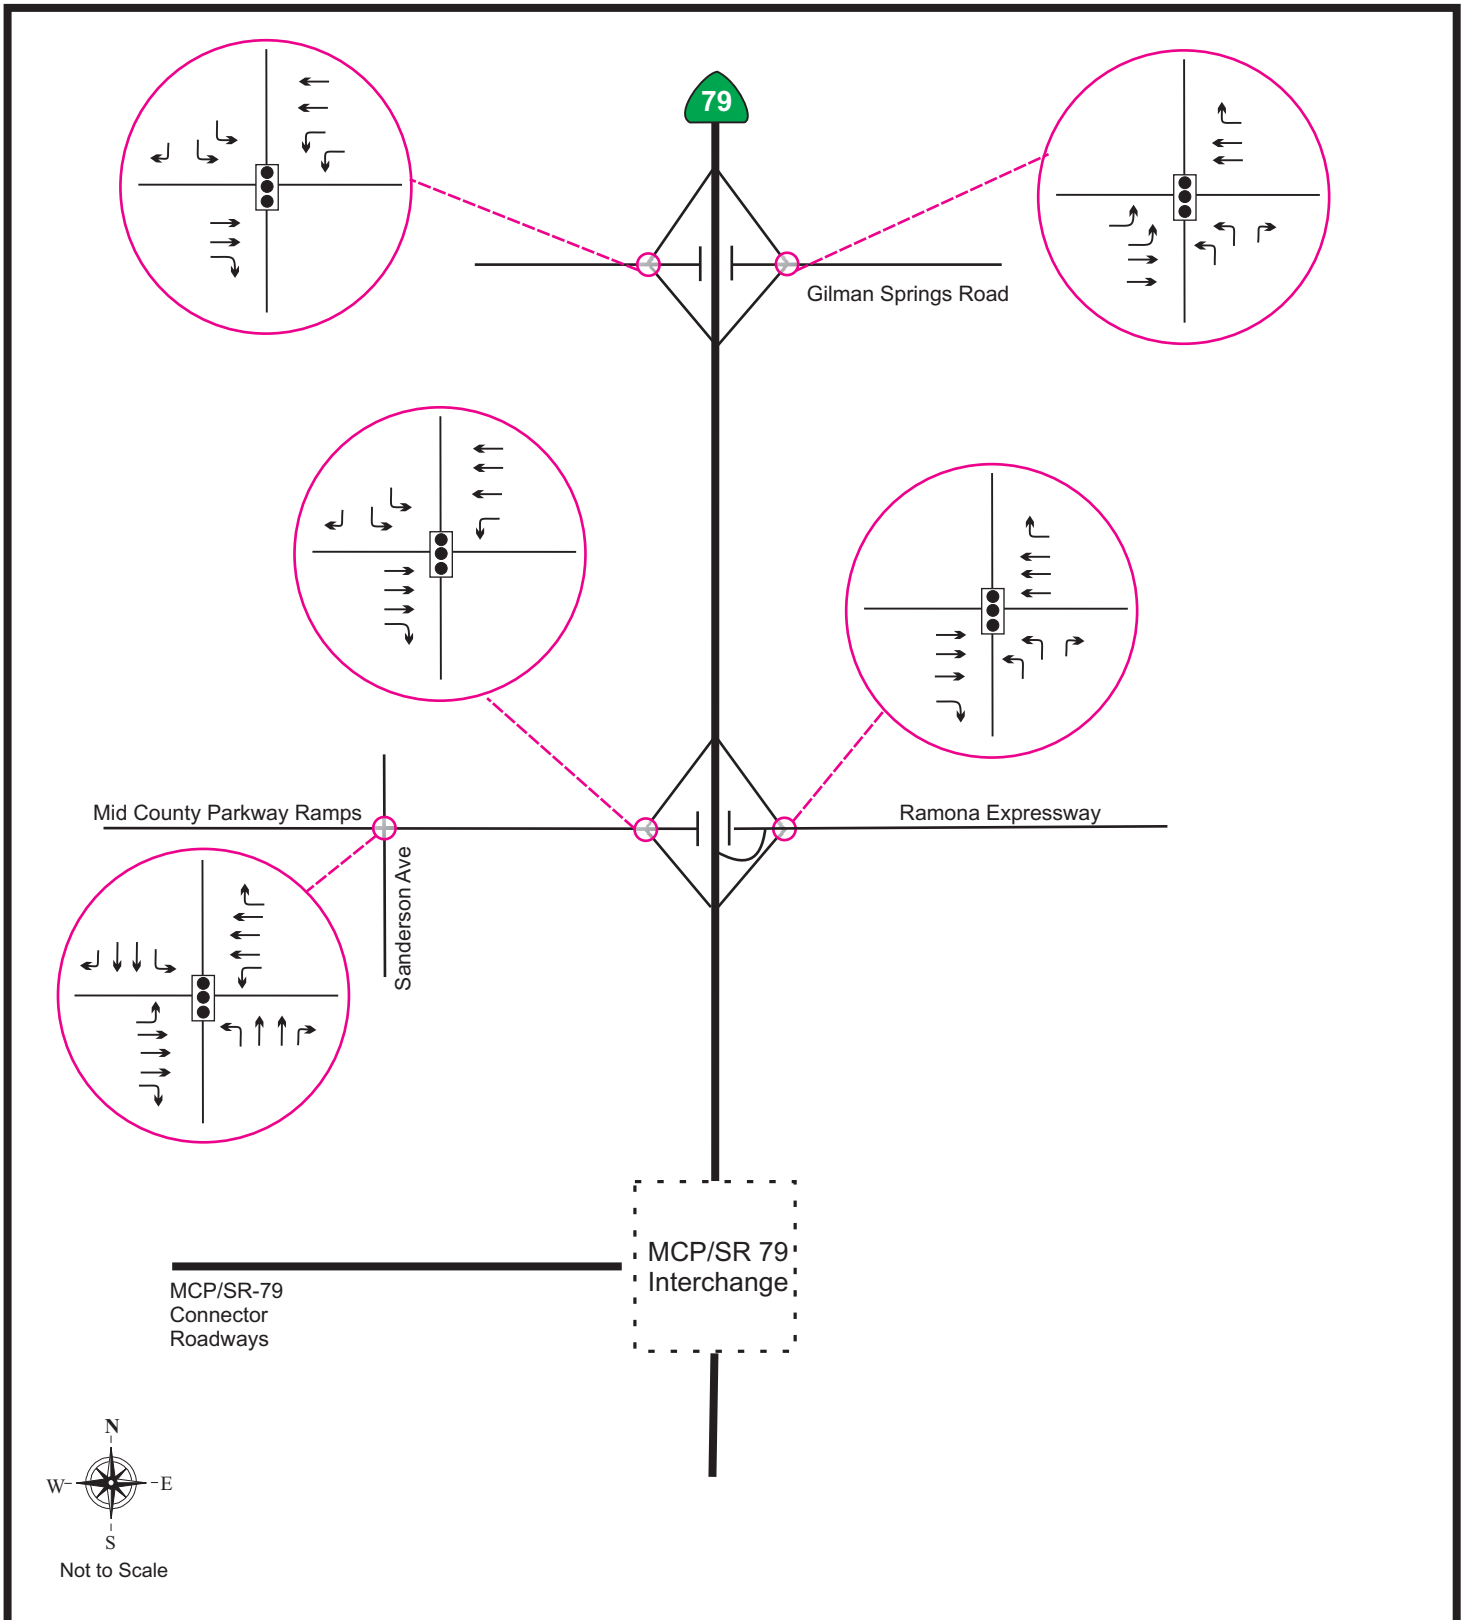 79
Gilman Springs Road
Mid County Parkway Ramps
Ramona Expressway
Sanderson Ave
MCP/SR 79
Interchange
MCP/SR-79
Connector
Roadways
N
W
E
S
Not to Scale